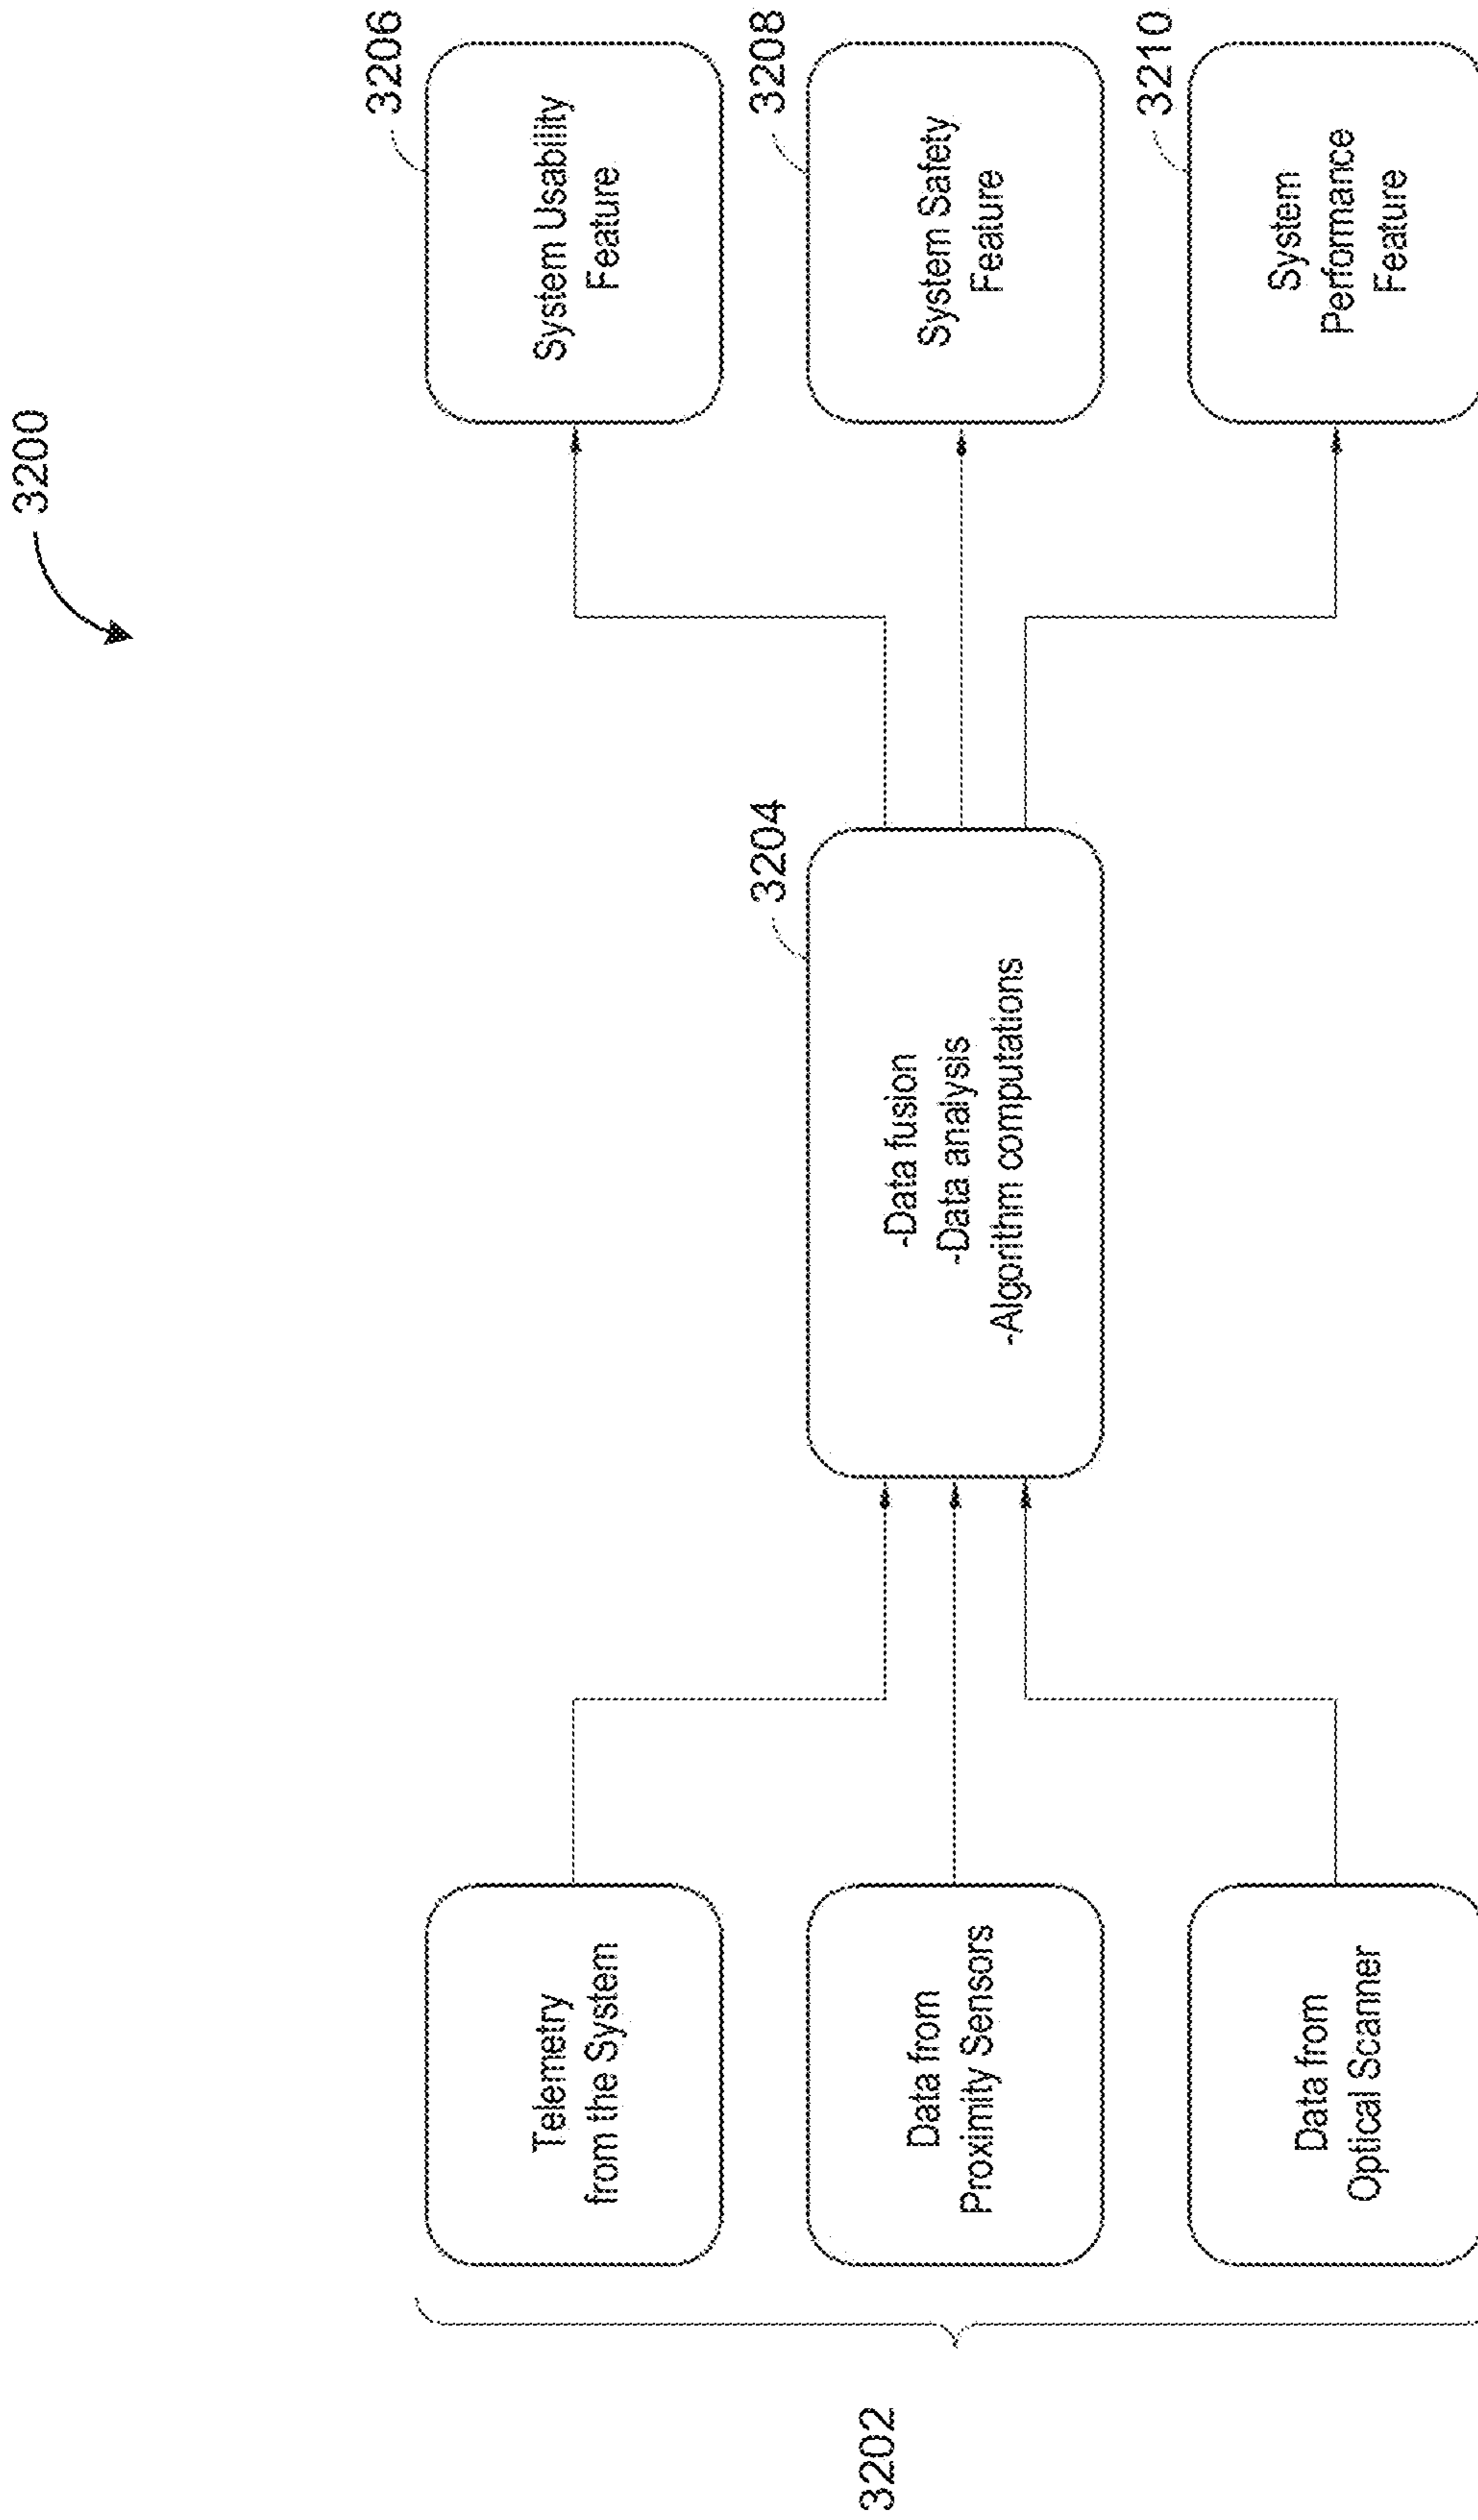 3200
3202
Telemetry
from the System
Data from
Proximity Sensors
Data from
Optical Scanner
3204
-Data fusion
-Data analysis
-Algorithm computations
3206
System Usability
Feature
3208
System Safety
Feature
3210
System
Performance
Feature